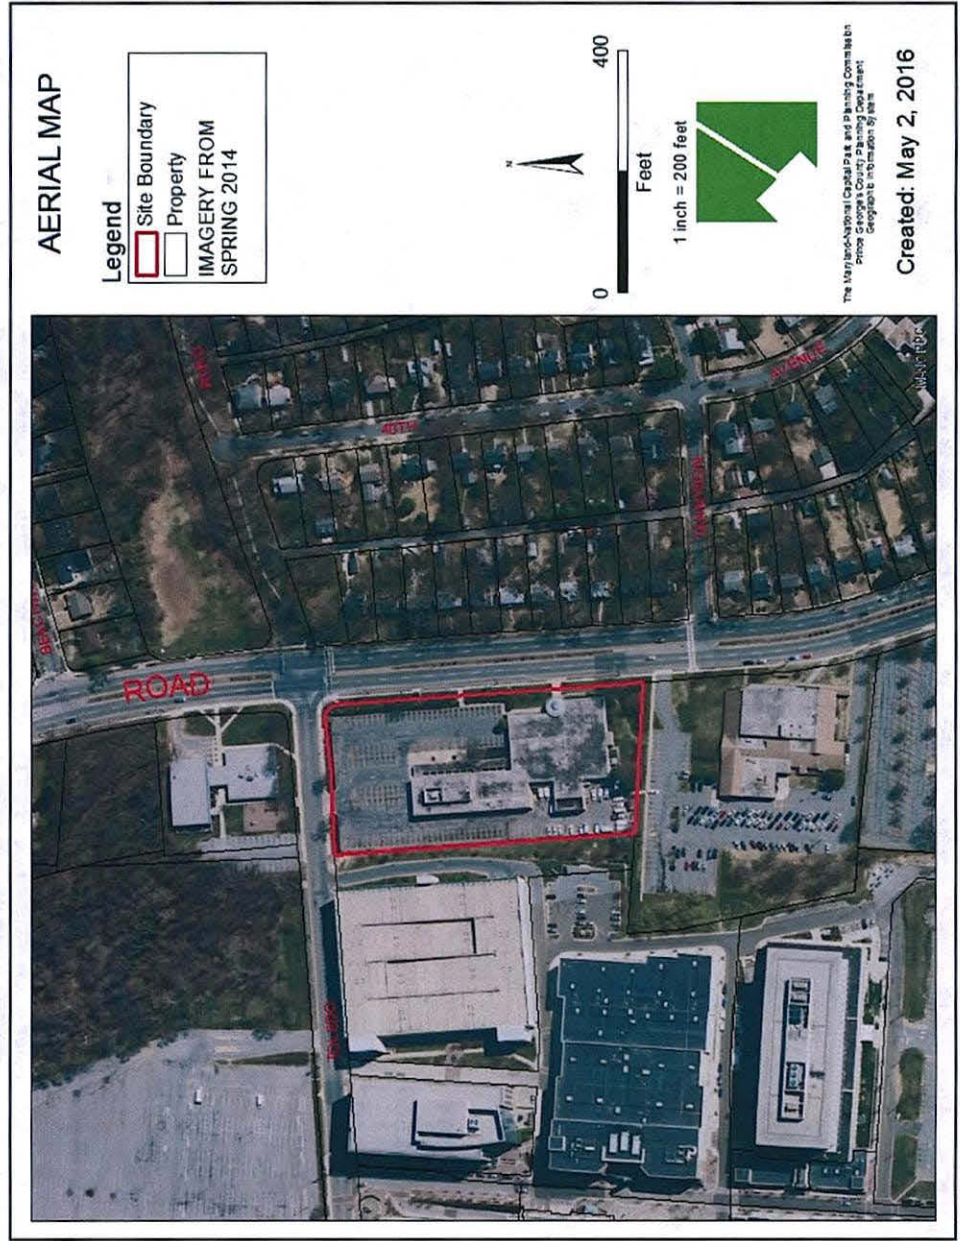 AERIAL MAP
Legend
Site Boundary
Property
IMAGERY FROM
SPRING 2014
N
0
400
Feet
1 inch = 200 feet
The Maryland-National Capital Park and Planning Commission
Prince George's County Planning Department
Geographic Information System
Created: May 2, 2016
ROAD
40TH
AVENUE